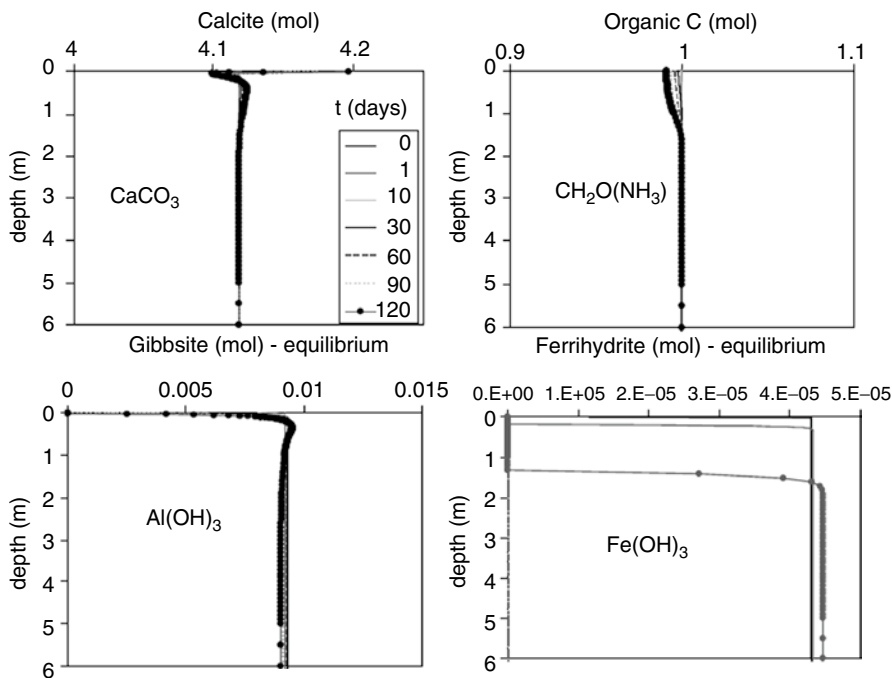 Calcite (mol)
4 4.1 4.2
0
1
2
3
4
5
6
depth (m)
CaCO3
t (days)
0
1
10
30
60
90
120
Organic C (mol)
0.9 1 1.1
0
1
2
3
4
5
6
depth (m)
CH2O(NH3)
Gibbsite (mol) - equilibrium
0 0.005 0.01 0.015
0
1
2
3
4
5
6
depth (m)
Al(OH)3
Ferrihydrite (mol) - equilibrium
0.E+00 1.E-05 2.E-05 3.E-05 4.E-05 5.E-05
0
1
2
3
4
5
6
depth (m)
Fe(OH)3